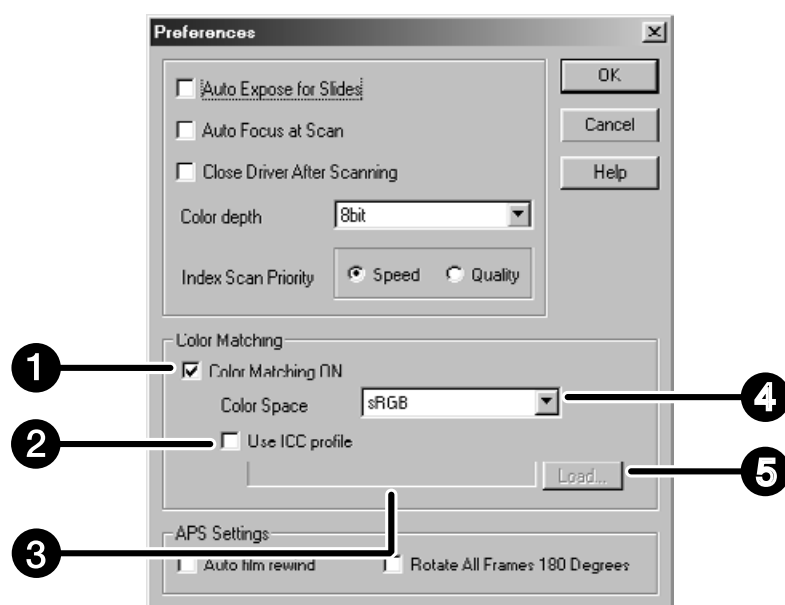 Preferences
Auto Expose for Slides
OK
Auto Focus at Scan
Cancel
Close Driver After Scanning
Help
Color depth 8bit
Index Scan Priority Speed Quality
Color Matching
1 Color Matching ON
Color Space sRGB 4
2 Use ICC profile
Load... 5
3
APS Settings
Auto film rewind Rotate All Frames 180 Degrees